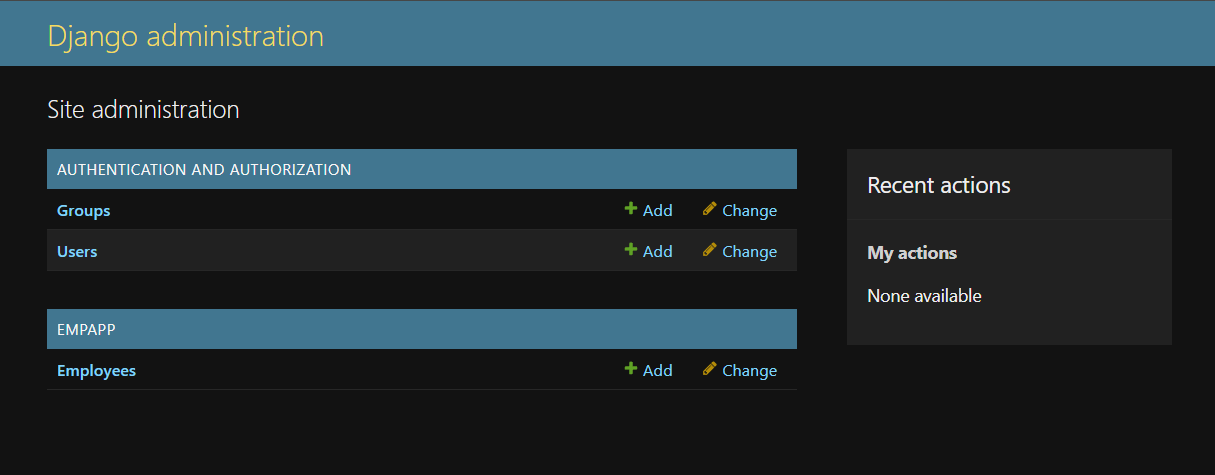 Django administration
Site administration
AUTHENTICATION AND AUTHORIZATION
Groups Add Change
Users Add Change
EMPAPP
Employees Add Change
Recent actions
My actions
None available